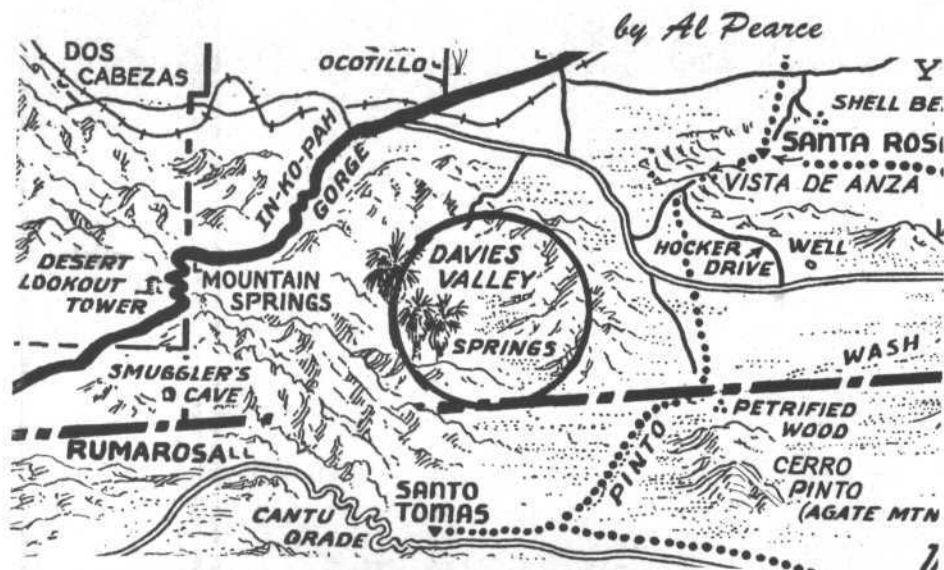 by Al Pearce
DOS
CABEZAS
OCOTILLO
Y
SHELL BE
SANTA ROS
VISTA DE ANZA
IN-KO-PAH
GORGE
DAVIES
VALLEY
HOCKER
DRIVE
WELL
DESERT
LOOKOUT
TOWER
MOUNTAIN
SPRINGS
SPRINGS
WASH
SMUGGLER'S
CAVE
PETRIFIED
WOOD
RUMAROSA
PINTO
CERRO
PINTO
(AGATE MTN
SANTO
TOMAS
CANTU
GRADE